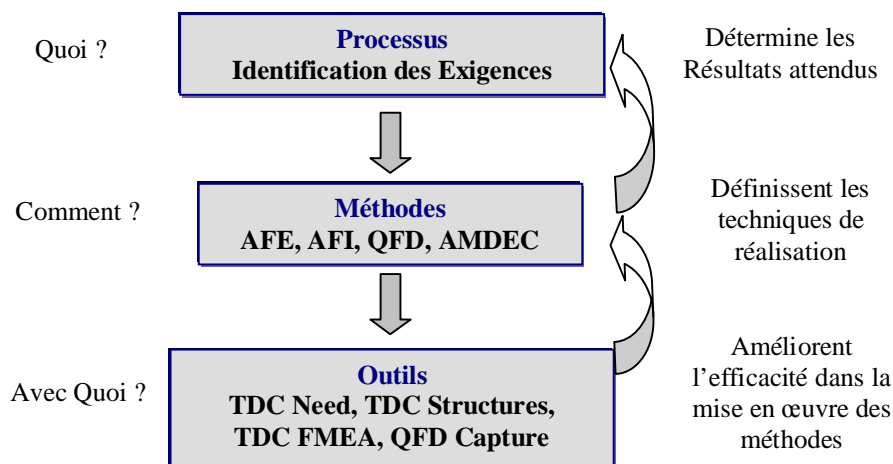 Quoi ?
Processus
Identification des Exigences
Détermine les
Résultats attendus
Comment ?
Méthodes
AFE, AFI, QFD, AMDEC
Définissent les
techniques de
réalisation
Avec Quoi ?
Outils
TDC Need, TDC Structures,
TDC FMEA, QFD Capture
Améliorent
l’efficacité dans la
mise en œuvre des
méthodes